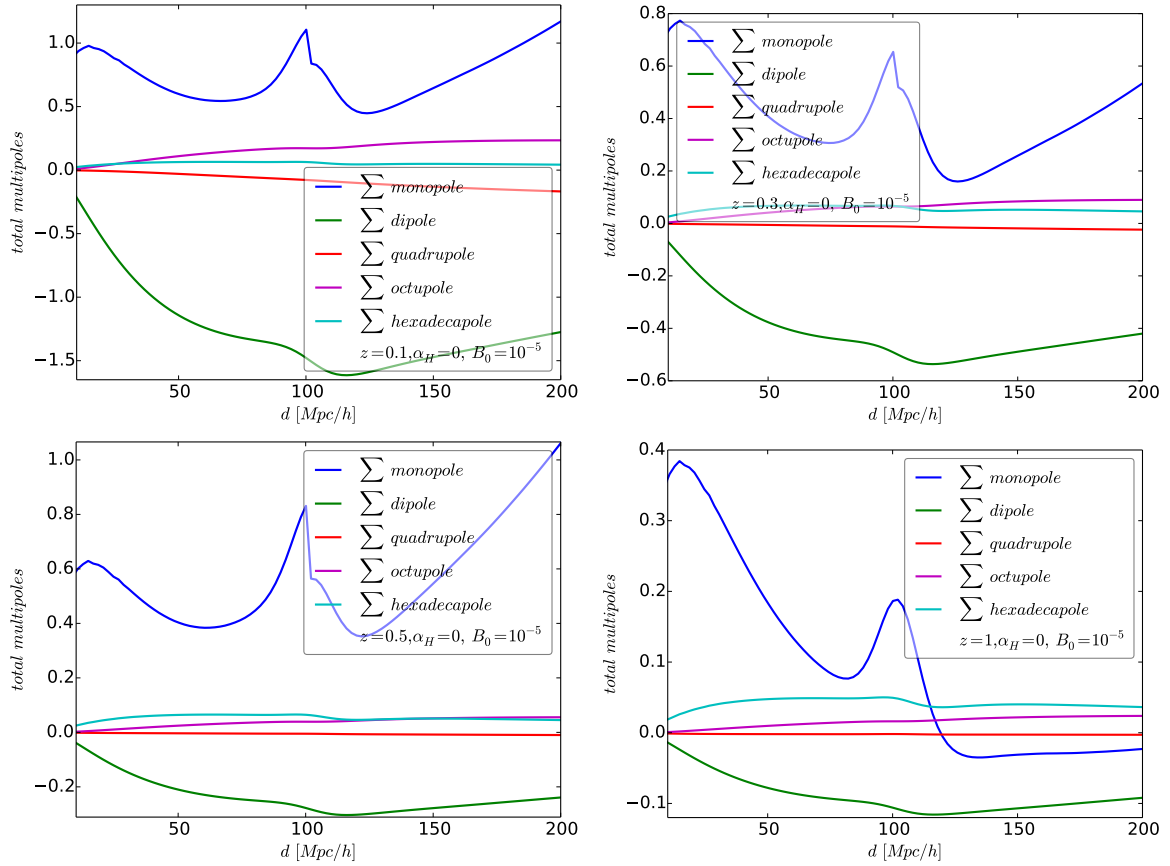 total multipoles
1.0
0.5
0.0
−0.5
−1.0
−1.5
∑ monopole
∑ dipole
∑ quadrupole
∑ octupole
∑ hexadecapole
z=0.1,α_H=0, B_0=10^{-5}
50 100 150 200
d [Mpc/h]
total multipoles
0.8
0.6
0.4
0.2
0.0
−0.2
−0.4
−0.6
∑ monopole
∑ dipole
∑ quadrupole
∑ octupole
∑ hexadecapole
z=0.3,α_H=0, B_0=10^{-5}
50 100 150 200
d [Mpc/h]
total multipoles
1.0
0.8
0.6
0.4
0.2
0.0
−0.2
∑ monopole
∑ dipole
∑ quadrupole
∑ octupole
∑ hexadecapole
z=0.5,α_H=0, B_0=10^{-5}
50 100 150 200
d [Mpc/h]
total multipoles
0.4
0.3
0.2
0.1
0.0
−0.1
∑ monopole
∑ dipole
∑ quadrupole
∑ octupole
∑ hexadecapole
z=1,α_H=0, B_0=10^{-5}
50 100 150 200
d [Mpc/h]